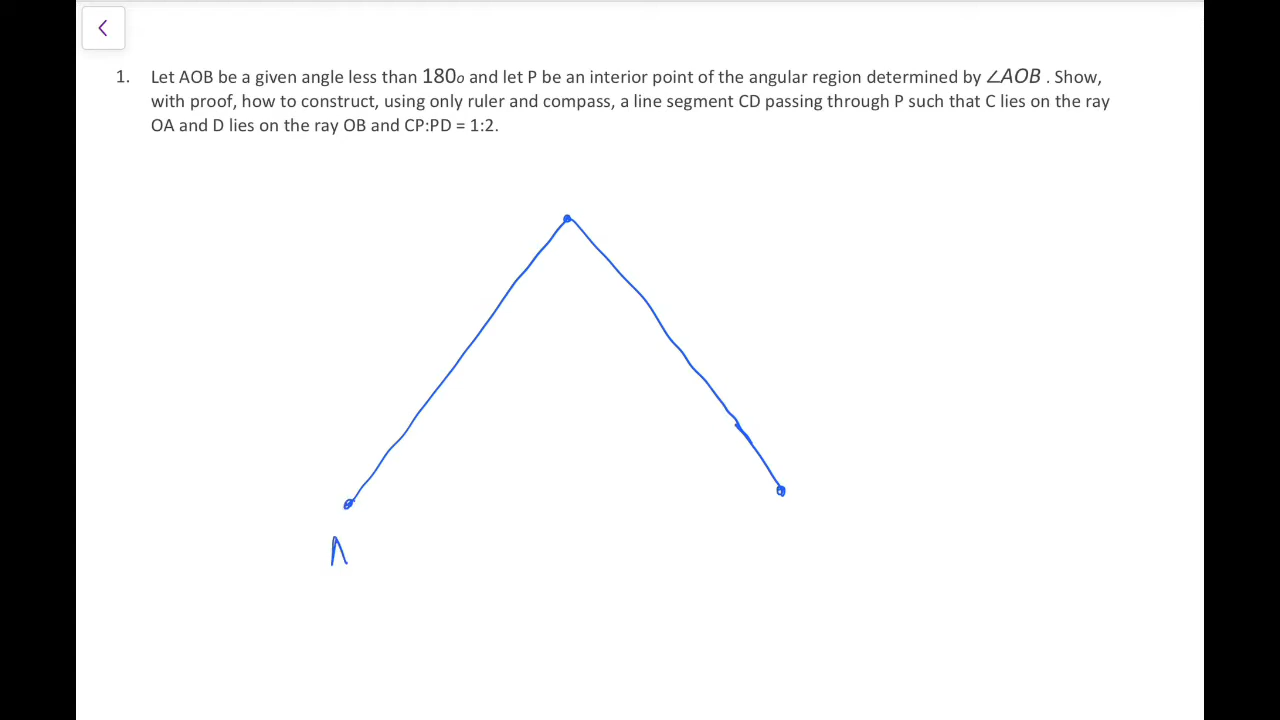 1. Let AOB be a given angle less than 180o and let P be an interior point of the angular region determined by ∠AOB . Show,
with proof, how to construct, using only ruler and compass, a line segment CD passing through P such that C lies on the ray
OA and D lies on the ray OB and CP:PD = 1:2.